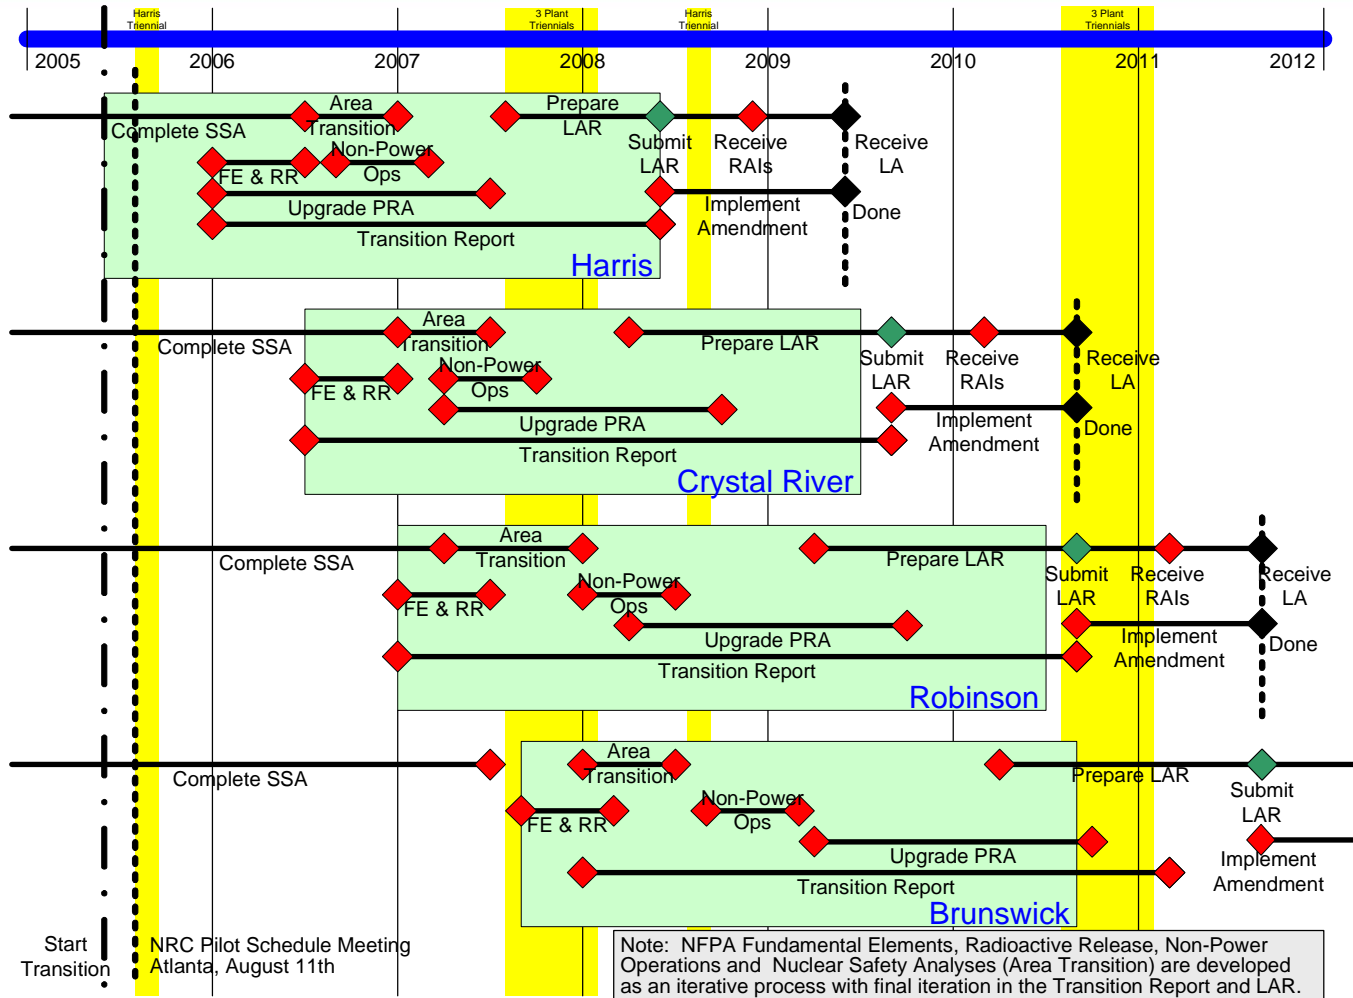 Harris
Triennial
3 Plant
Triennials
Harris
Triennial
3 Plant
Triennials
2005
2006
2007
2008
2009
2010
2011
2012
Complete SSA
Area
Transition
Prepare
LAR
Submit
LAR
Receive
RAIs
Receive
LA
FE & RR
Non-Power
Ops
Upgrade PRA
Implement
Amendment
Done
Transition Report
Harris
Complete SSA
Area
Transition
Prepare LAR
Submit
LAR
Receive
RAIs
Receive
LA
FE & RR
Non-Power
Ops
Upgrade PRA
Implement
Amendment
Done
Transition Report
Crystal River
Complete SSA
Area
Transition
Prepare LAR
Submit
LAR
Receive
RAIs
Receive
LA
FE & RR
Non-Power
Ops
Upgrade PRA
Implement
Amendment
Done
Transition Report
Robinson
Complete SSA
Area
Transition
Prepare LAR
Submit
LAR
FE & RR
Non-Power
Ops
Upgrade PRA
Implement
Amendment
Transition Report
Brunswick
Start
Transition
NRC Pilot Schedule Meeting
Atlanta, August 11th
Note:  NFPA Fundamental Elements, Radioactive Release, Non-Power
Operations and  Nuclear Safety Analyses (Area Transition) are developed
as an iterative process with final iteration in the Transition Report and LAR.